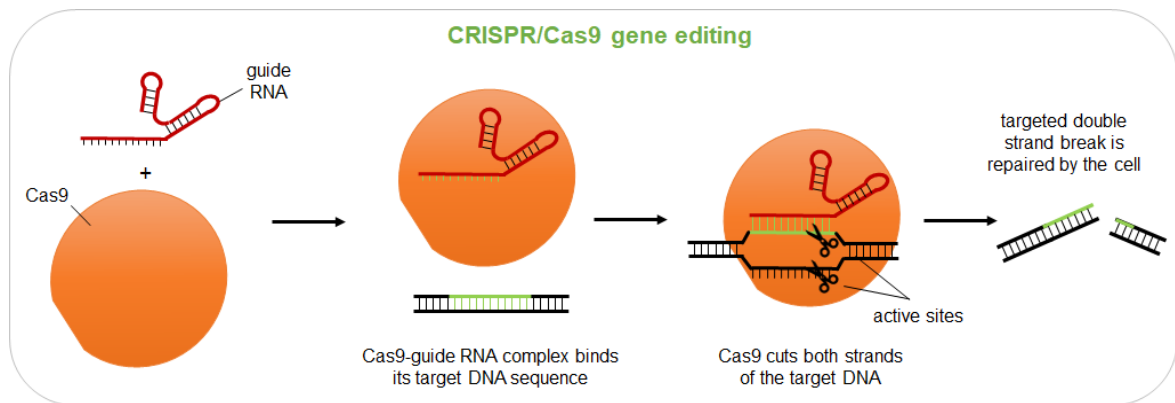 CRISPR/Cas9 gene editing
guide
RNA
+
Cas9
Cas9-guide RNA complex binds
its target DNA sequence
active sites
Cas9 cuts both strands
of the target DNA
targeted double
strand break is
repaired by the cell